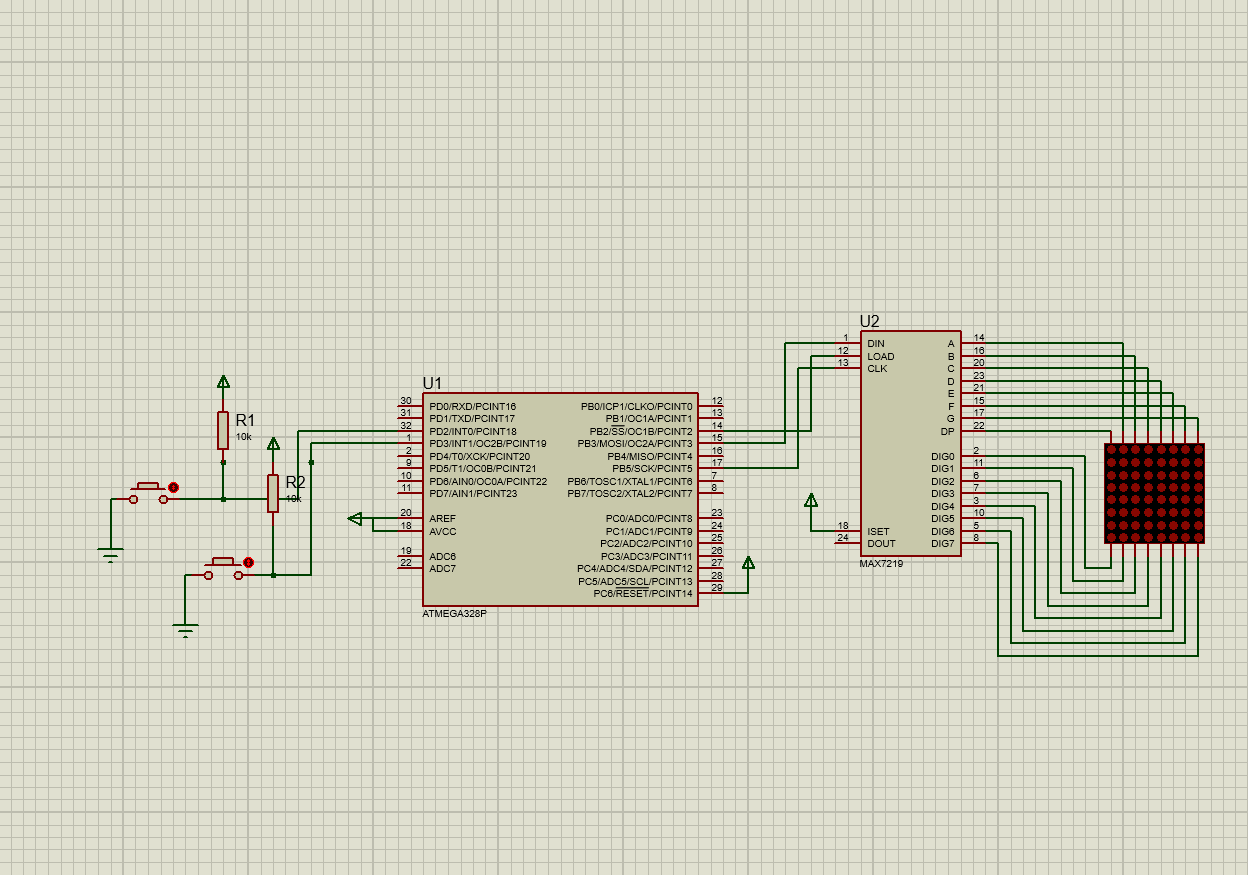 R1
10k
R2
10k
U1
30 PD0/RXD/PCINT16
31 PD1/TXD/PCINT17
32 PD2/INT0/PCINT18
1 PD3/INT1/OC2B/PCINT19
2 PD4/T0/XCK/PCINT20
9 PD5/T1/OC0B/PCINT21
10 PD6/AIN0/OC0A/PCINT22
11 PD7/AIN1/PCINT23
20 AREF
18 AVCC
19 ADC6
22 ADC7
PB0/ICP1/CLKO/PCINT0 12
PB1/OC1A/PCINT1 13
PB2/SS/OC1B/PCINT2 14
PB3/MOSI/OC2A/PCINT3 15
PB4/MISO/PCINT4 16
PB5/SCK/PCINT5 17
PB6/TOSC1/XTAL1/PCINT6 7
PB7/TOSC2/XTAL2/PCINT7 8
PC0/ADC0/PCINT8 23
PC1/ADC1/PCINT9 24
PC2/ADC2/PCINT10 25
PC3/ADC3/PCINT11 26
PC4/ADC4/SDA/PCINT12 27
PC5/ADC5/SCL/PCINT13 28
PC6/RESET/PCINT14 29
ATMEGA328P
U2
1 DIN
12 LOAD
13 CLK
18 ISET
24 DOUT
A 14
B 16
C 20
D 23
E 21
F 15
G 17
DP 22
DIG0 2
DIG1 11
DIG2 6
DIG3 7
DIG4 3
DIG5 10
DIG6 5
DIG7 8
MAX7219